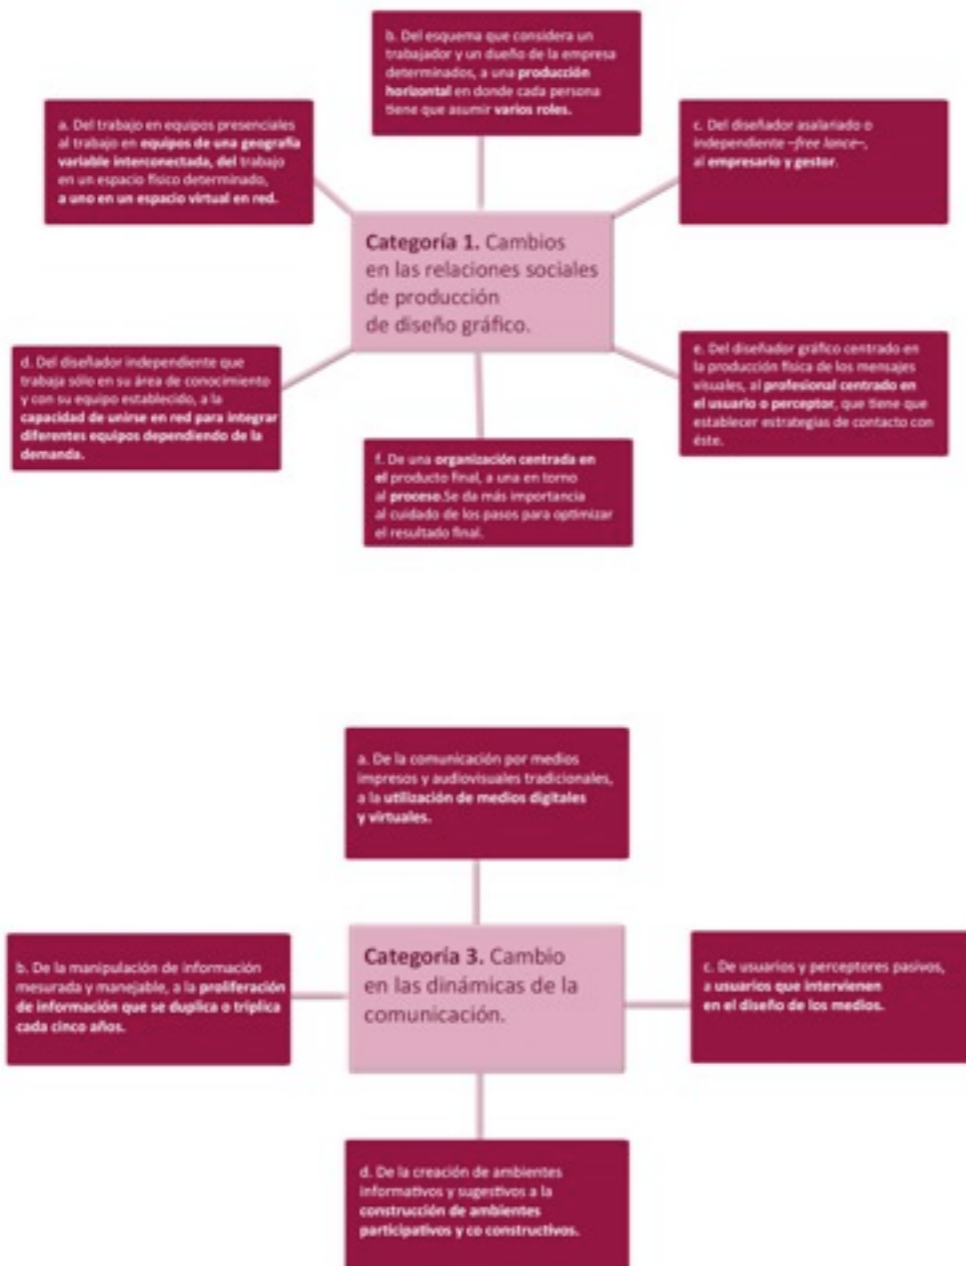 b. Del esquema que considera un
trabajador y un dueño de la empresa
determinados, a una producción
horizontal en donde cada persona
tiene que asumir varios roles.
a. Del trabajo en equipos presenciales
al trabajo en equipos de una geografía
variable interconectada, del trabajo
en un espacio físico determinado,
a uno en un espacio virtual en red.
c. Del diseñador asalariado o
independiente –free lance–,
al empresario y gestor.
Categoría 1. Cambios
en las relaciones sociales
de producción
de diseño gráfico.
d. Del diseñador independiente que
trabaja sólo en su área de conocimiento
y con su equipo establecido, a la
capacidad de unirse en red para integrar
diferentes equipos dependiendo de la
demanda.
e. Del diseñador gráfico centrado en
la producción física de los mensajes
visuales, al profesional centrado en
el usuario o perceptor, que tiene que
establecer estrategias de contacto con
éste.
f. De una organización centrada en
el producto final, a una en torno
al proceso.Se da más importancia
al cuidado de los pasos para optimizar
el resultado final.
a. De la comunicación por medios
impresos y audiovisuales tradicionales,
a la utilización de medios digitales
y virtuales.
b. De la manipulación de información
mesurada y manejable, a la proliferación
de información que se duplica o triplica
cada cinco años.
Categoría 3. Cambio
en las dinámicas de la
comunicación.
c. De usuarios y perceptores pasivos,
a usuarios que intervienen
en el diseño de los medios.
d. De la creación de ambientes
informativos y sugestivos a la
construcción de ambientes
participativos y co constructivos.